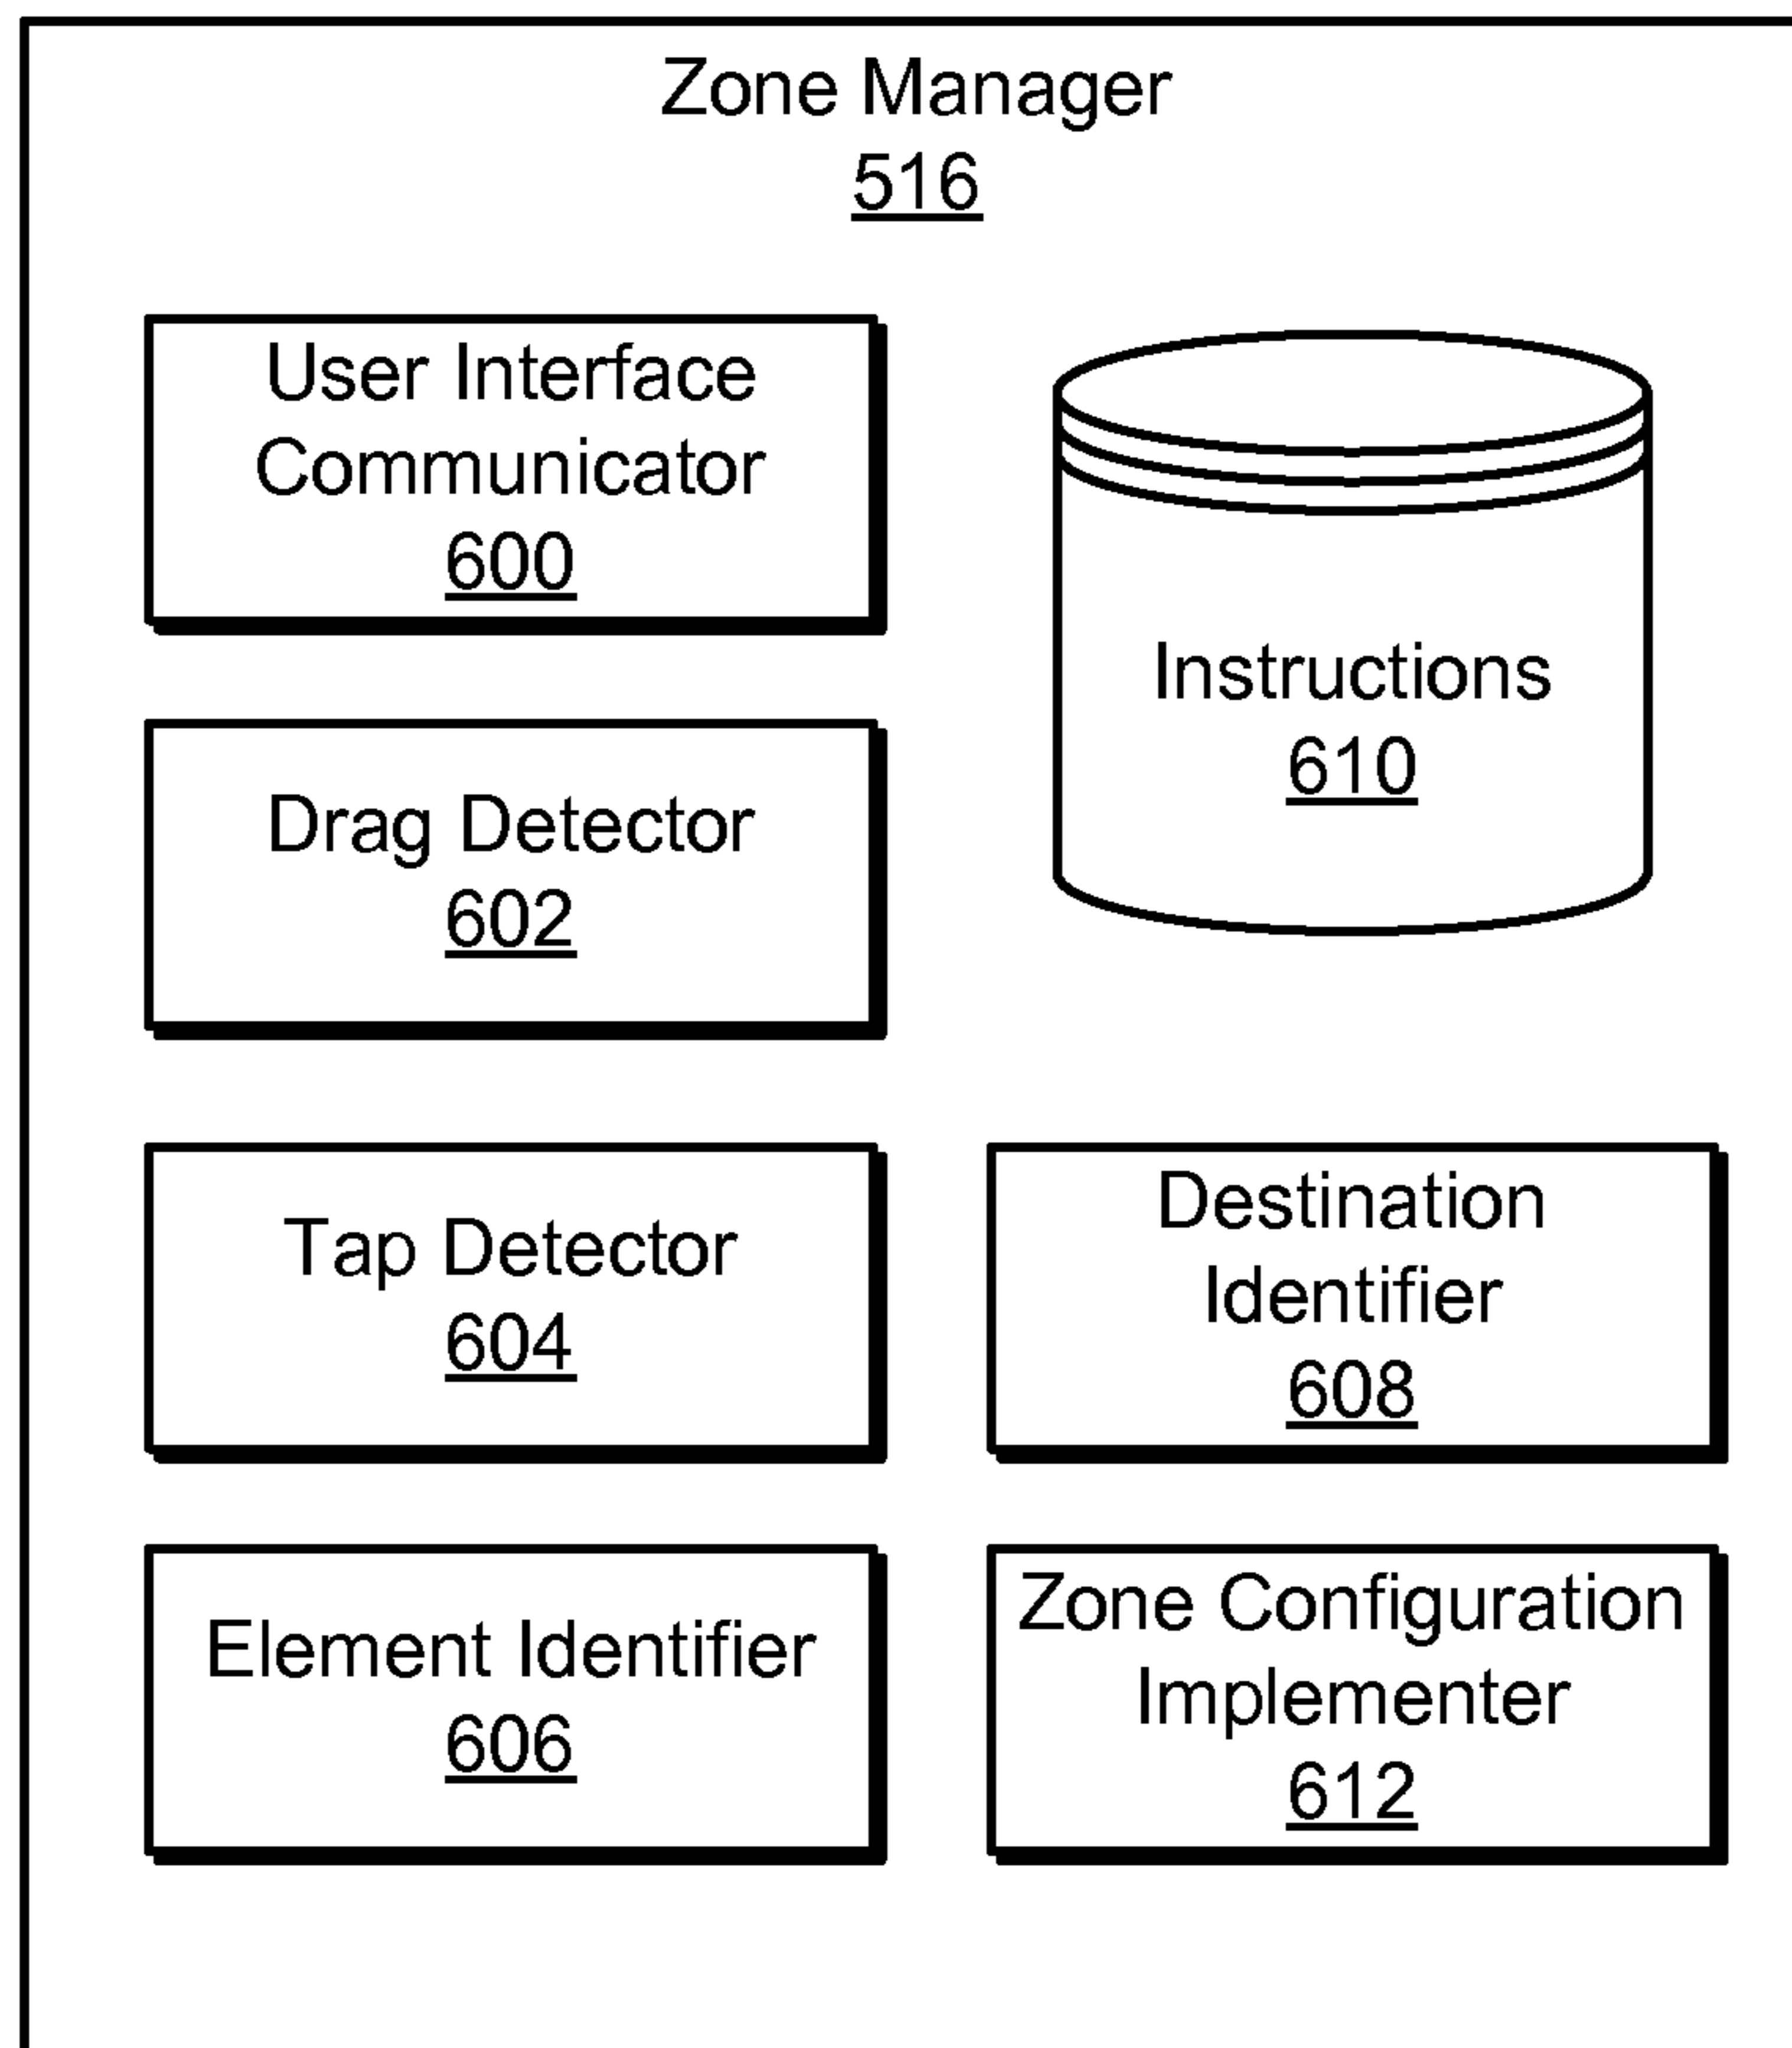 Zone Manager
516
User Interface
Communicator
600
Instructions
610
Drag Detector
602
Tap Detector
604
Destination
Identifier
608
Element Identifier
606
Zone Configuration
Implementer
612